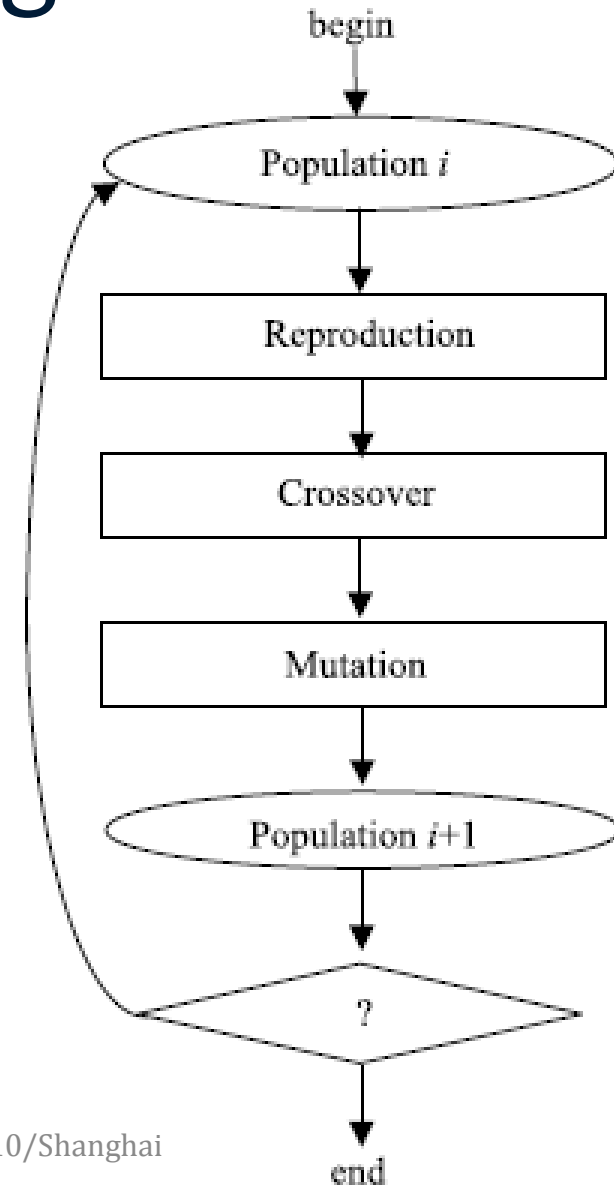 g
begin
Population i
Reproduction
Crossover
Mutation
Population i+1
?
10/Shanghai
end